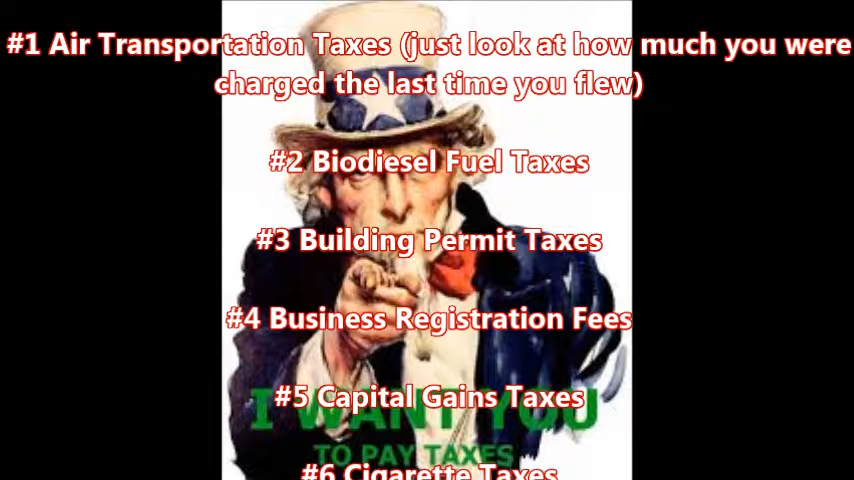 #1 Air Transportation Taxes (just look at how much you were
charged the last time you flew)
#2 Biodiesel Fuel Taxes
#3 Building Permit Taxes
#4 Business Registration Fees
#5 Capital Gains Taxes
I WANT YOU
TO PAY TAXES
#6 Cigarette Taxes